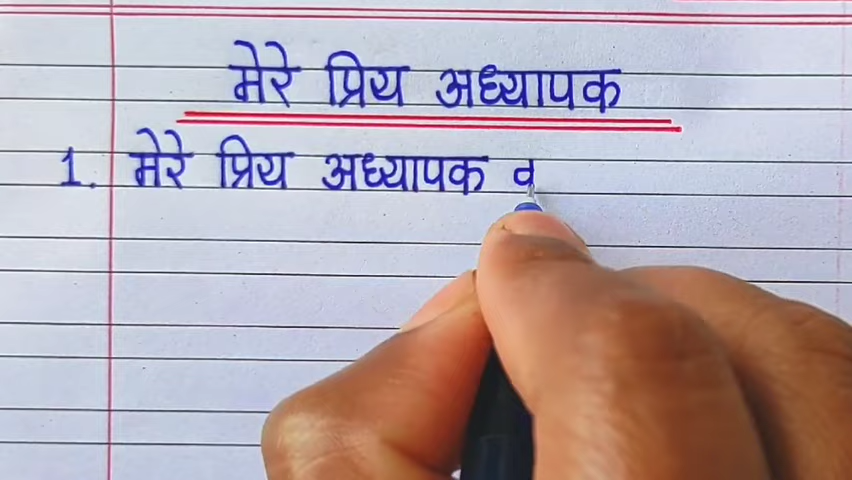 मेरे प्रिय अध्यापक
1. मेरे प्रिय अध्यापक